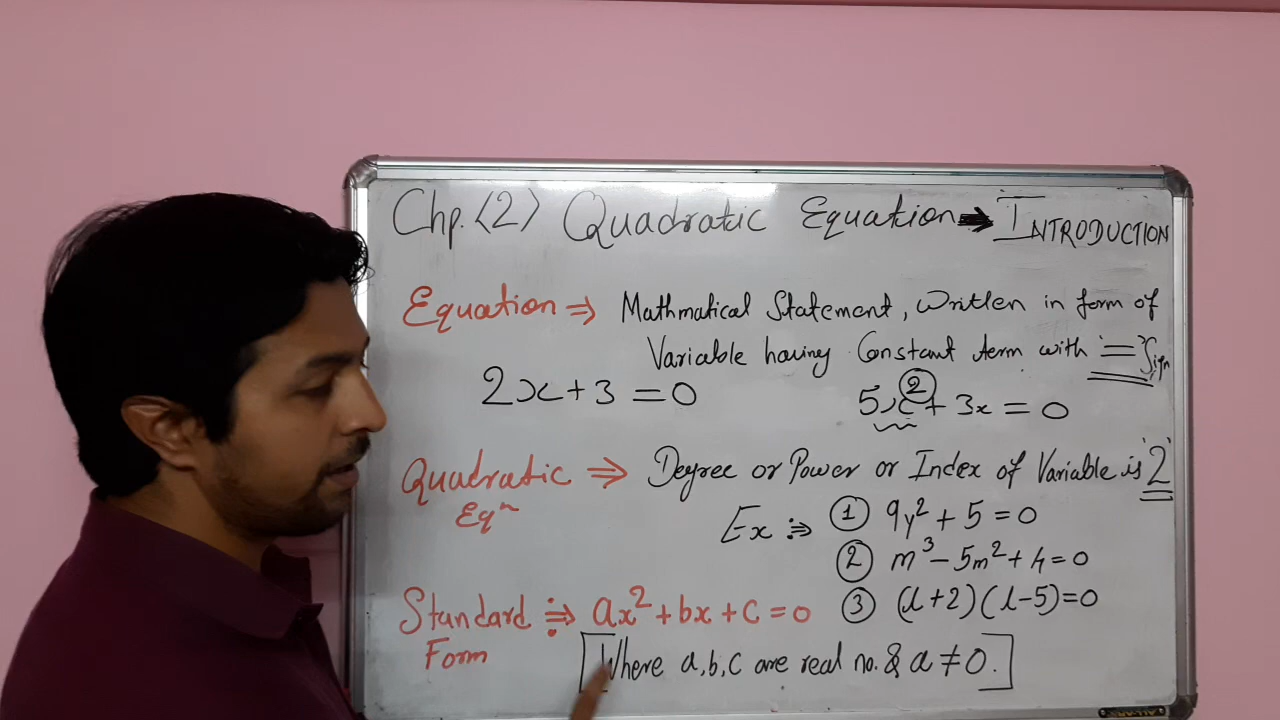 Chp.<2> Quadratic Equation → INTRODUCTION
Equation ⇒ Mathmatical Statement, Written in form of
Variable having Constant term with '=' Sign
2x+3=0
5x²+3x=0
Quadratic ⇒ Degree or Power or Index of Variable is '2'
Eqⁿ
Ex ⇒ ① 9y²+5=0
② m³-5m²+4=0
③ (l+2)(l-5)=0
Standard ⇒ ax²+bx+c=0
Form
[Where a,b,c are real no. & a≠0.]